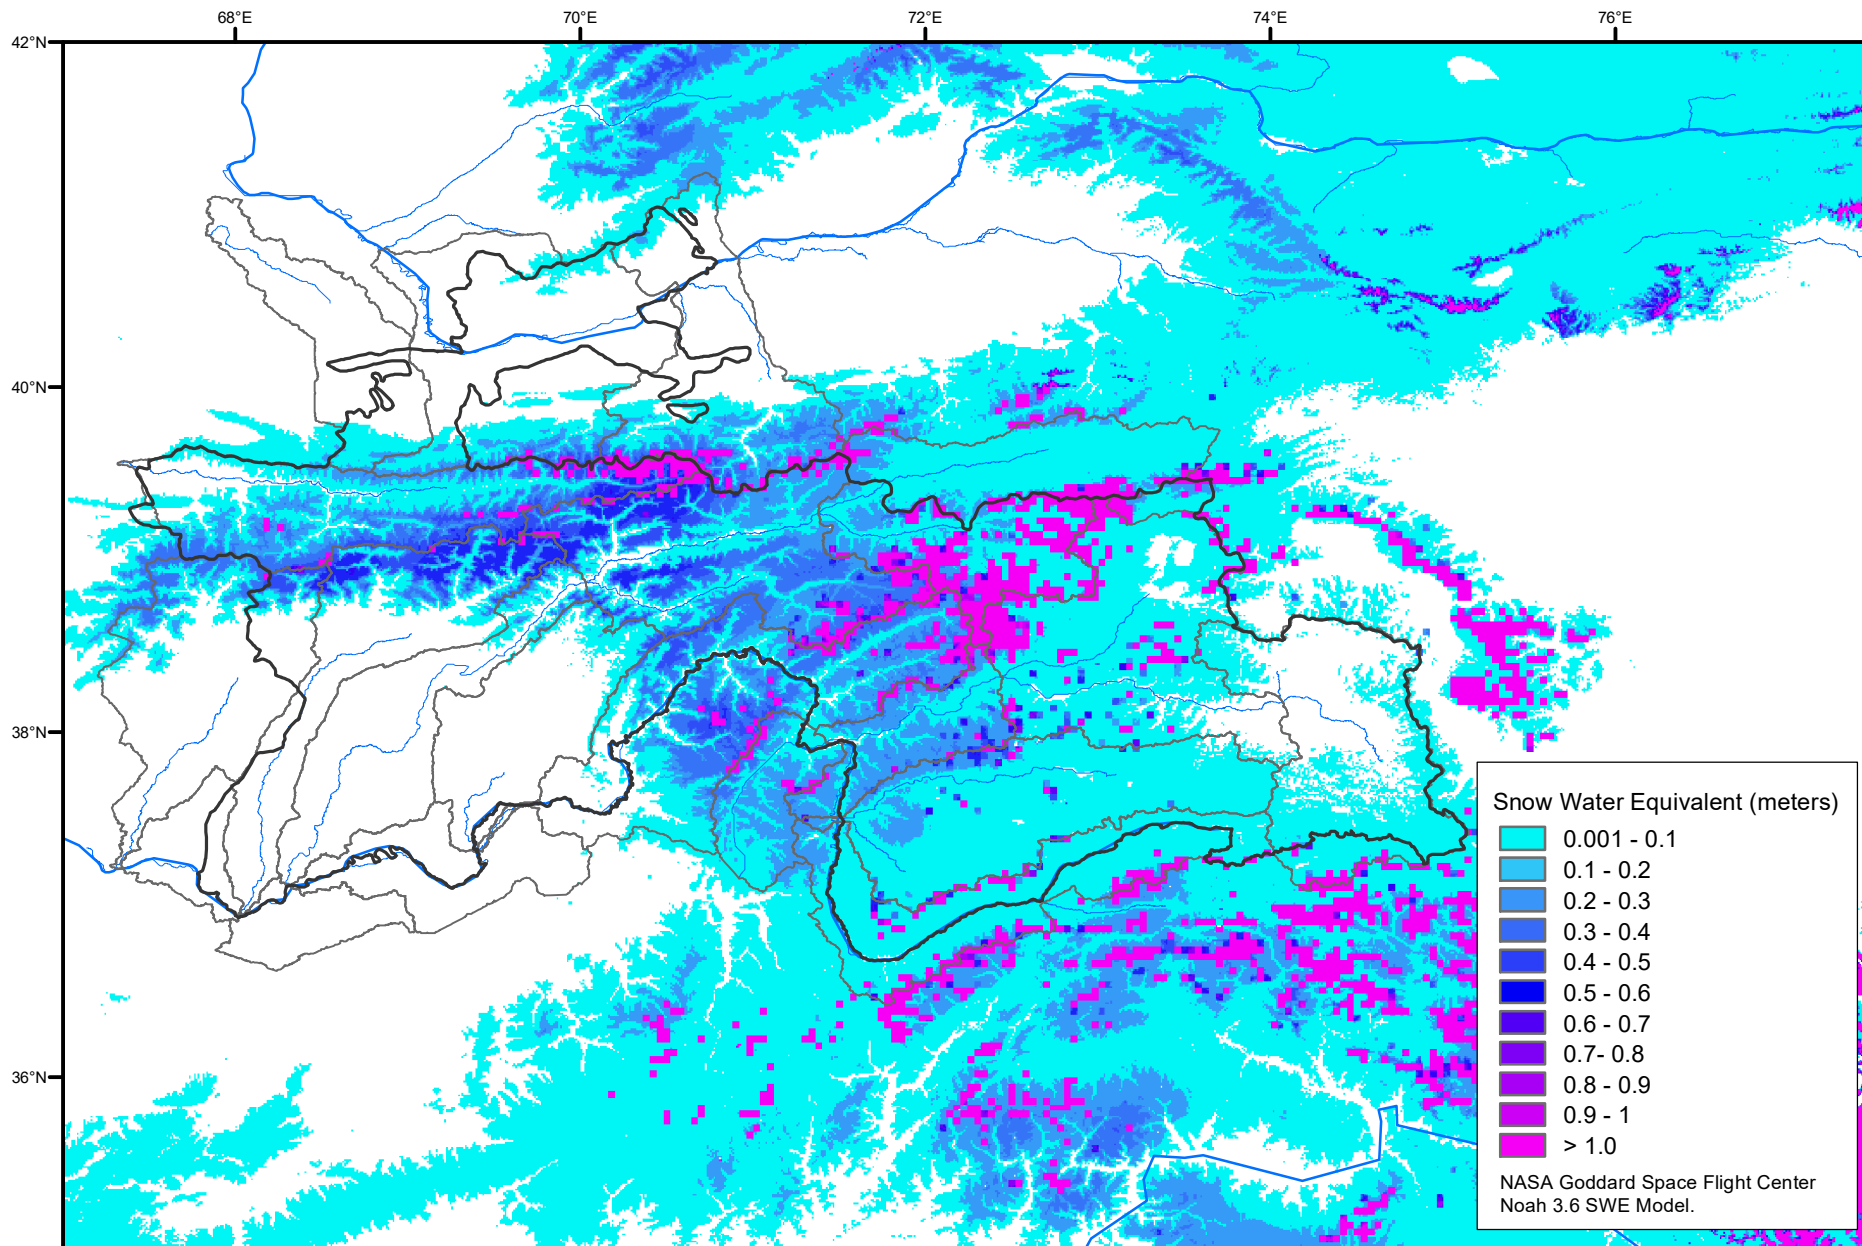 68°E 70°E 72°E 74°E 76°E
42°N
40°N
38°N
36°N
Snow Water Equivalent (meters)
0.001 - 0.1
0.1 - 0.2
0.2 - 0.3
0.3 - 0.4
0.4 - 0.5
0.5 - 0.6
0.6 - 0.7
0.7- 0.8
0.8 - 0.9
0.9 - 1
> 1.0
NASA Goddard Space Flight Center
Noah 3.6 SWE Model.